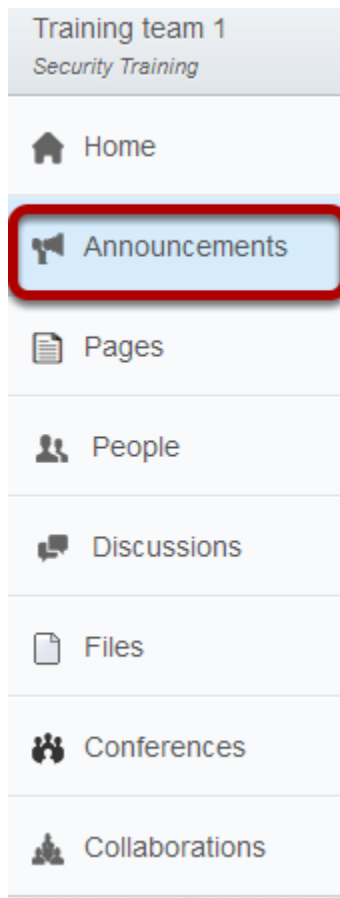 Training team 1
Security Training
Home
Announcements
Pages
People
Discussions
Files
Conferences
Collaborations